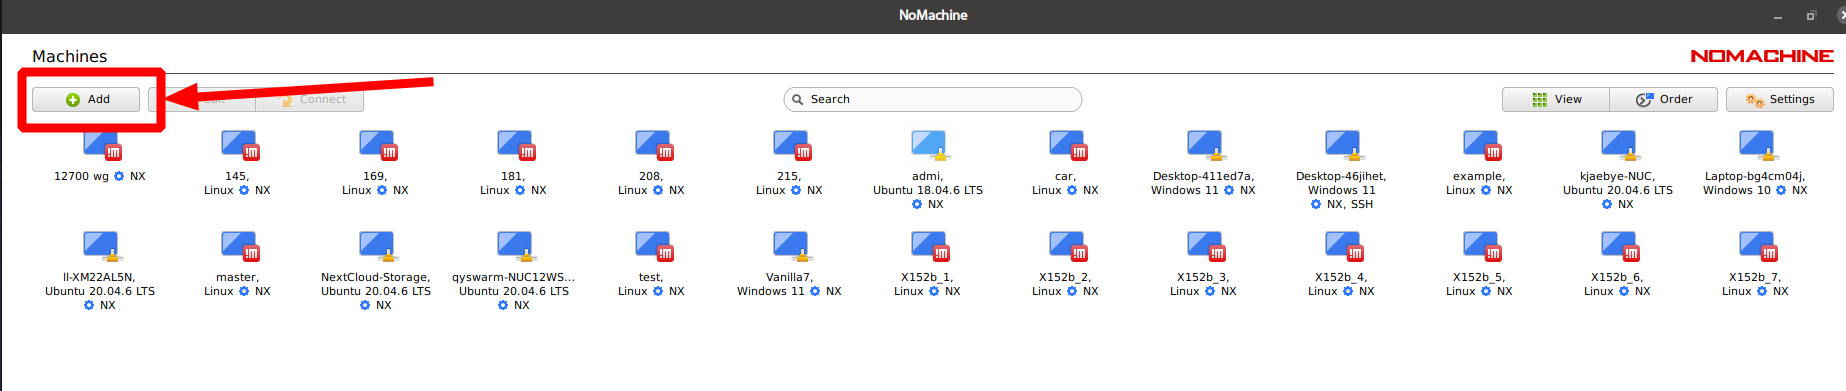 NoMachine
Machines
NOMACHINE
Add
Edit
Connect
Search
View
Order
Settings
12700 wg NX
145,
Linux NX
169,
Linux NX
181,
Linux NX
208,
Linux NX
215,
Linux NX
admi,
Ubuntu 18.04.6 LTS
NX
car,
Linux NX
Desktop-411ed7a,
Windows 11 NX
Desktop-46jihet,
Windows 11
NX, SSH
example,
Linux NX
kjaebye-NUC,
Ubuntu 20.04.6 LTS
NX
Laptop-bg4cm04j,
Windows 10 NX
ll-XM22AL5N,
Ubuntu 20.04.6 LTS
NX
master,
Linux NX
NextCloud-Storage,
Ubuntu 20.04.6 LTS
NX
qyswarm-NUC12WS...
Ubuntu 20.04.6 LTS
NX
test,
Linux NX
Vanilla7,
Windows 11 NX
X152b_1,
Linux NX
X152b_2,
Linux NX
X152b_3,
Linux NX
X152b_4,
Linux NX
X152b_5,
Linux NX
X152b_6,
Linux NX
X152b_7,
Linux NX